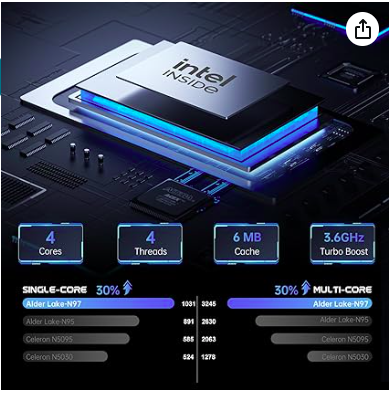 intel
INSIDE
4
Cores
4
Threads
6 MB
Cache
3.6GHz
Turbo Boost
SINGLE-CORE 30%
30% MULTI-CORE
Alder Lake-N97 1031 3245 Alder Lake-N97
Alder Lake-N95 891 2630 Alder Lake-N95
Celeron N5095 585 2063 Celeron N5095
Celeron N5030 524 1276 Celeron N5030